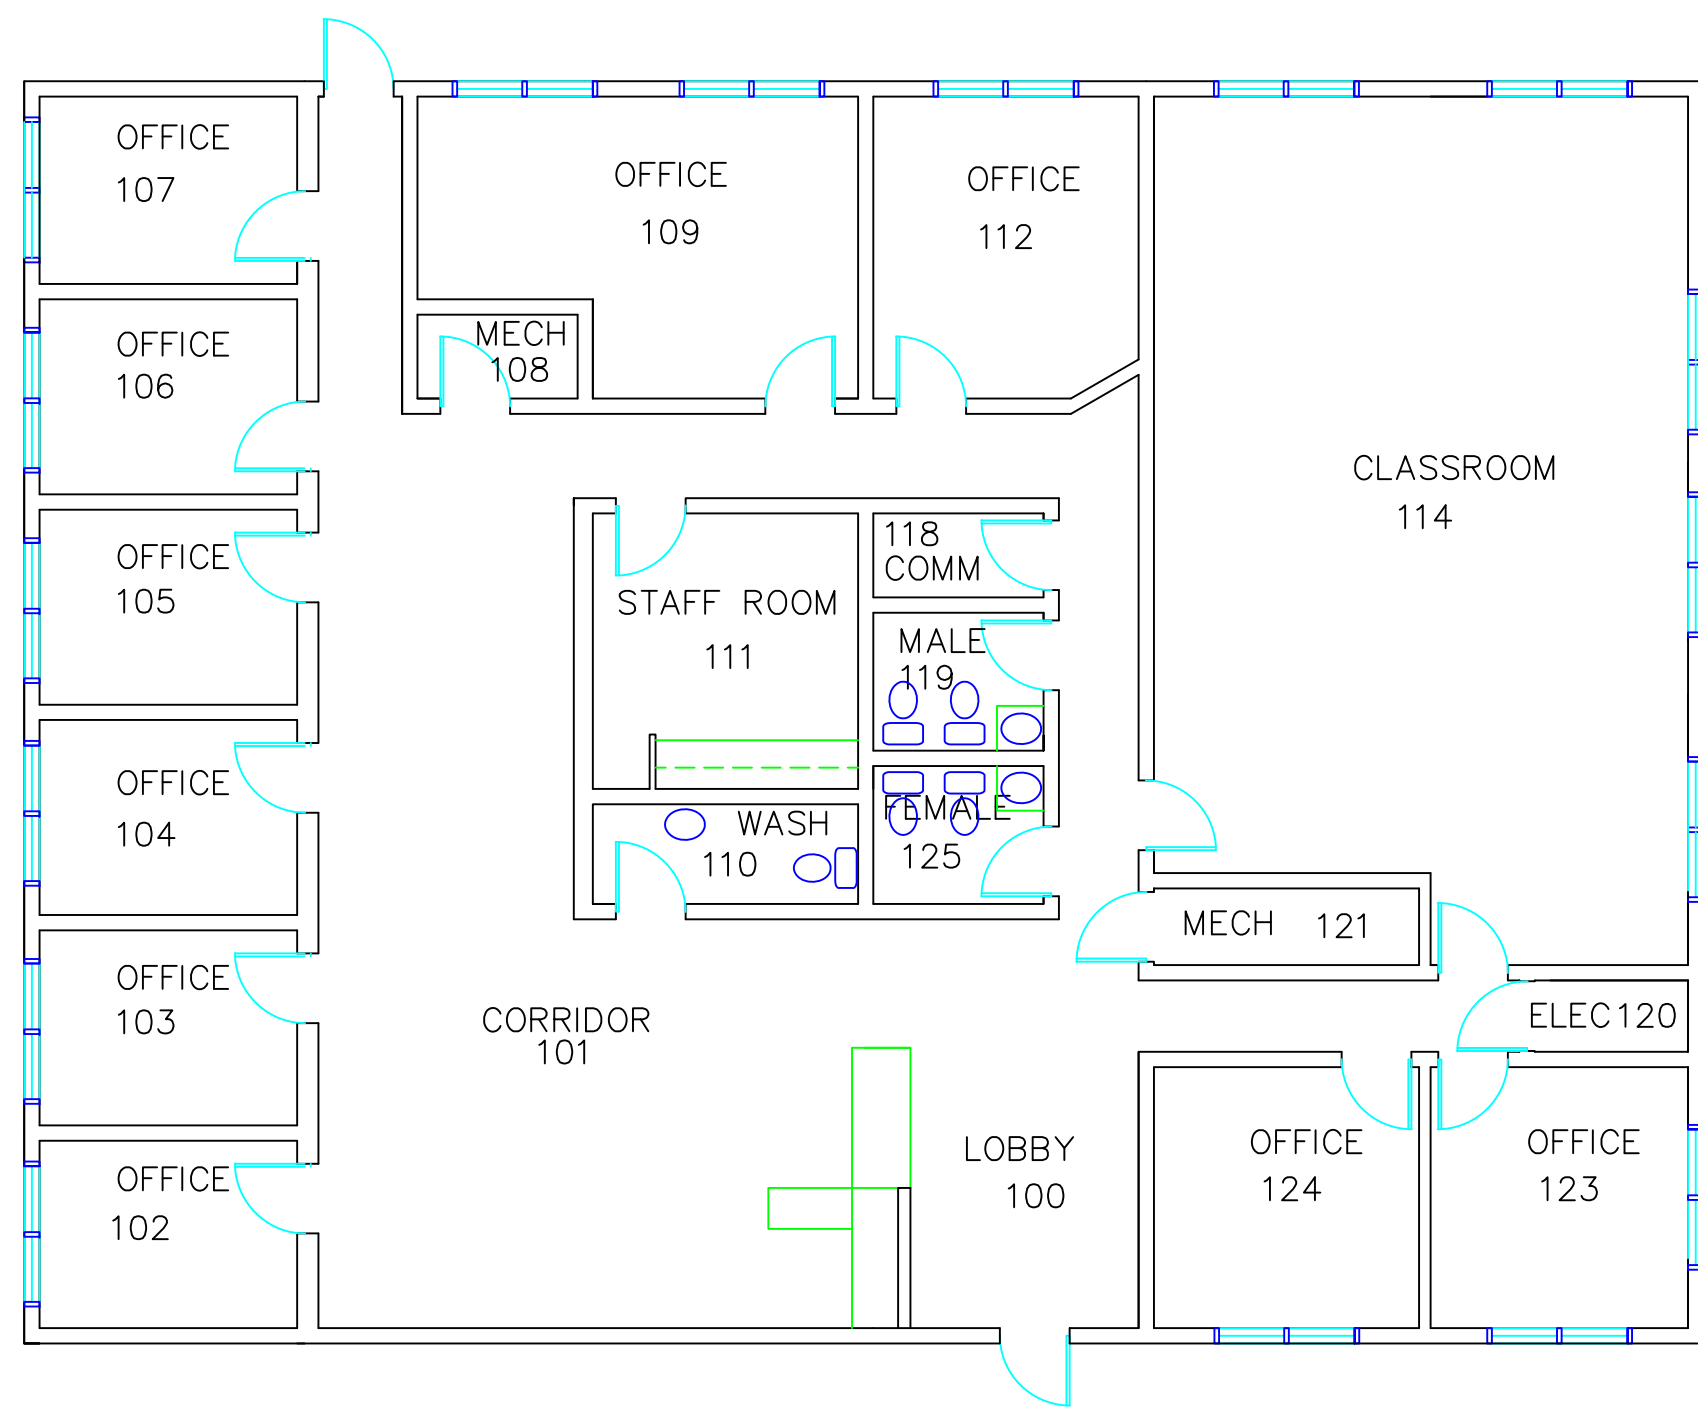 OFFICE
107
OFFICE
109
OFFICE
112
OFFICE
106
MECH
108
CLASSROOM
114
OFFICE
105
118
COMM
STAFF ROOM
111
MALE
119
OFFICE
104
WASH
110
FEMALE
125
MECH 121
OFFICE
103
CORRIDOR
101
ELEC120
OFFICE
102
LOBBY
100
OFFICE
124
OFFICE
123